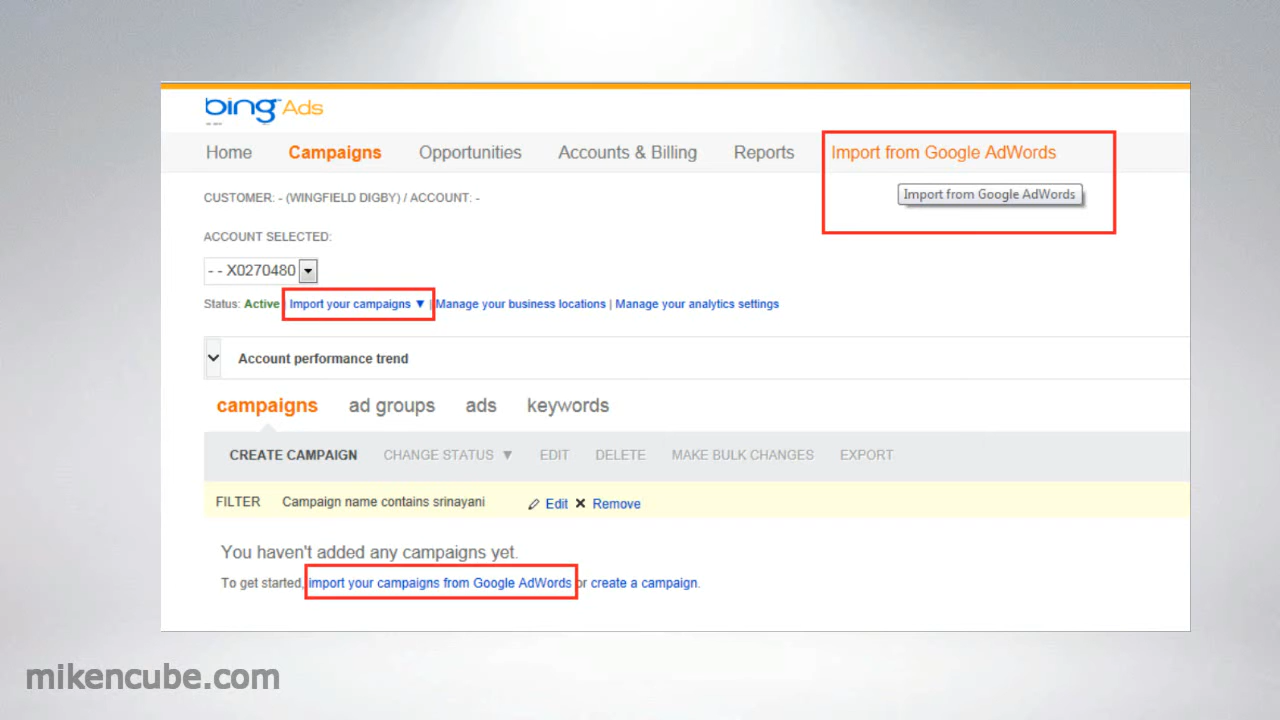 bing Ads
Home Campaigns Opportunities Accounts & Billing Reports Import from Google AdWords
Import from Google AdWords
CUSTOMER: - (WINGFIELD DIGBY) / ACCOUNT: -
ACCOUNT SELECTED:
- - X0270480
Status: Active Import your campaigns ▼ | Manage your business locations | Manage your analytics settings
Account performance trend
campaigns ad groups ads keywords
CREATE CAMPAIGN CHANGE STATUS ▼ EDIT DELETE MAKE BULK CHANGES EXPORT
FILTER Campaign name contains srinayani Edit Remove
You haven't added any campaigns yet.
To get started, import your campaigns from Google AdWords or create a campaign.
mikencube.com